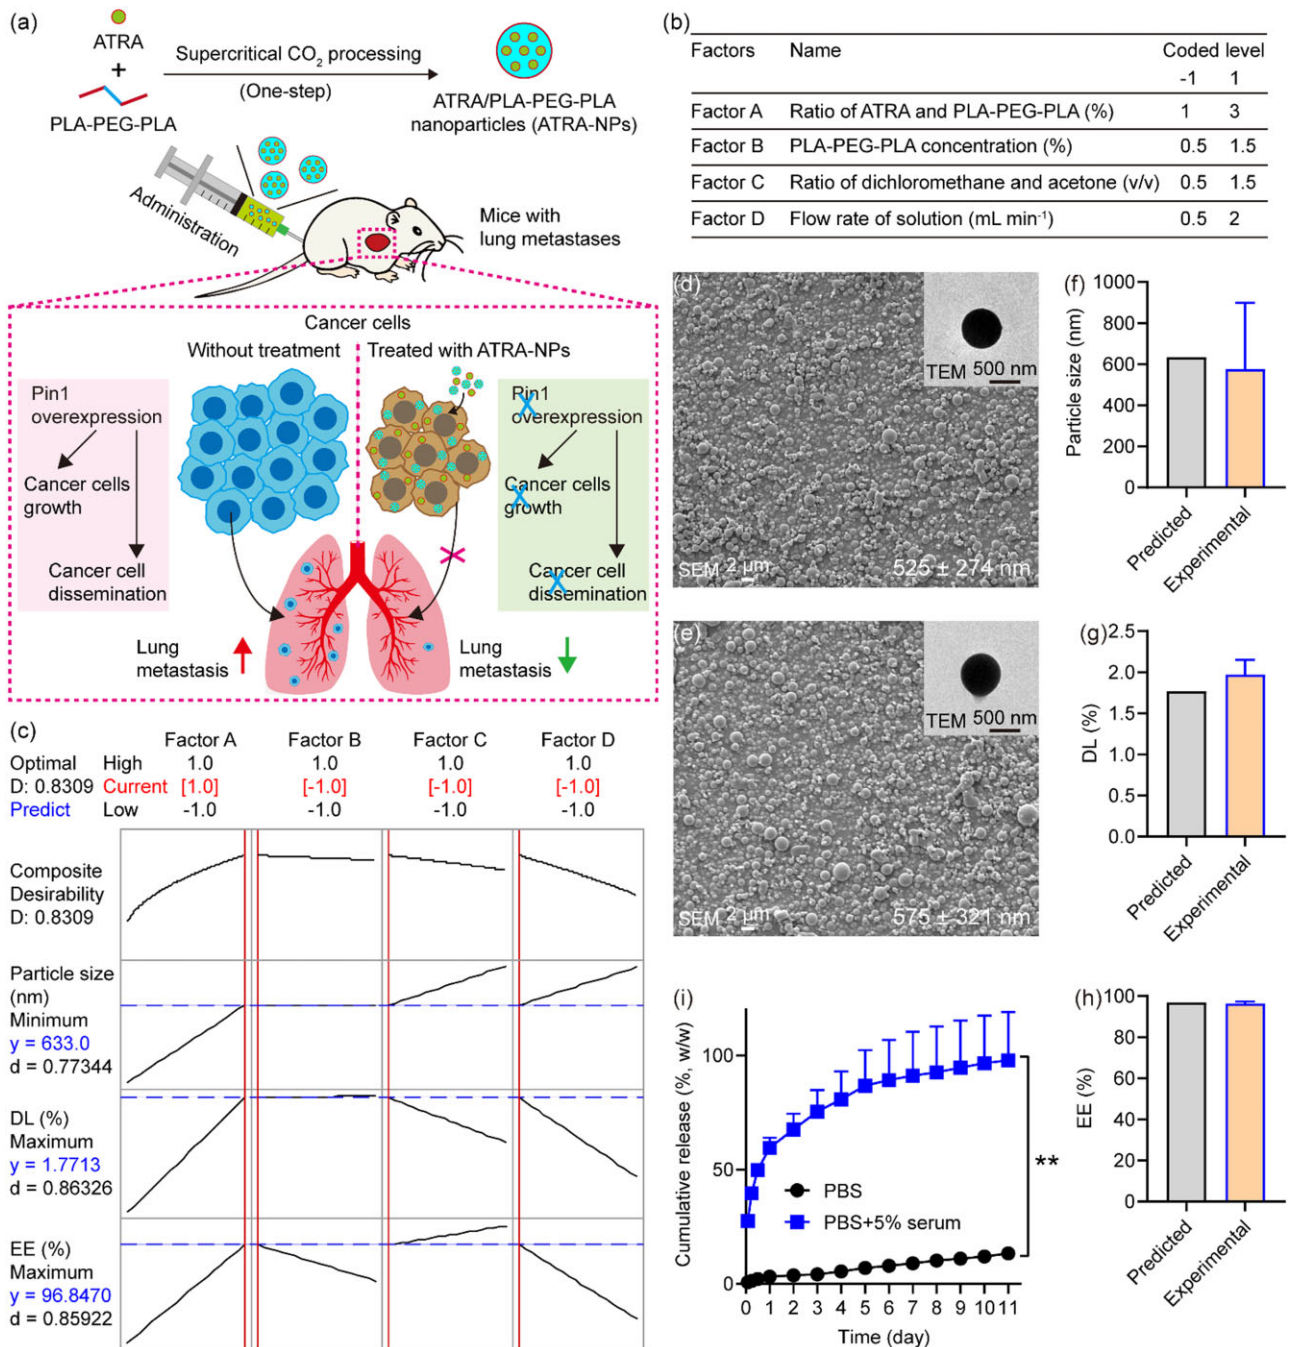 (a)
ATRA
+
PLA-PEG-PLA
Supercritical CO₂ processing
(One-step)
ATRA/PLA-PEG-PLA
nanoparticles (ATRA-NPs)
Administration
Mice with
lung metastases
Cancer cells
Without treatment
Treated with ATRA-NPs
Pin1
overexpression
Cancer cells
growth
Cancer cell
dissemination
Pin1
overexpression
Cancer cells
growth
Cancer cell
dissemination
Lung
metastasis
Lung
metastasis
(b)
Factors Name Coded level
-1 1
Factor A Ratio of ATRA and PLA-PEG-PLA (%) 1 3
Factor B PLA-PEG-PLA concentration (%) 0.5 1.5
Factor C Ratio of dichloromethane and acetone (v/v) 0.5 1.5
Factor D Flow rate of solution (mL min⁻¹) 0.5 2
(c)
Factor A Factor B Factor C Factor D
Optimal High 1.0 1.0 1.0 1.0
D: 0.8309 Current [1.0] [-1.0] [-1.0] [-1.0]
Predict Low -1.0 -1.0 -1.0 -1.0
Composite
Desirability
D: 0.8309
Particle size
(nm)
Minimum
y = 633.0
d = 0.77344
DL (%)
Maximum
y = 1.7713
d = 0.86326
EE (%)
Maximum
y = 96.8470
d = 0.85922
(d)
TEM 500 nm
SEM 2 μm 525 ± 274 nm
(e)
TEM 500 nm
SEM 2 μm 575 ± 321 nm
(f)
Particle size (nm)
1000
800
600
400
200
0
Predicted
Experimental
(g)
DL (%)
2.5
2.0
1.5
1.0
0.5
0.0
Predicted
Experimental
(i)
Cumulative release (%, w/w)
100
50
0
PBS
PBS+5% serum
**
0 1 2 3 4 5 6 7 8 9 10 11
Time (day)
(h)
EE (%)
100
80
60
40
20
0
Predicted
Experimental